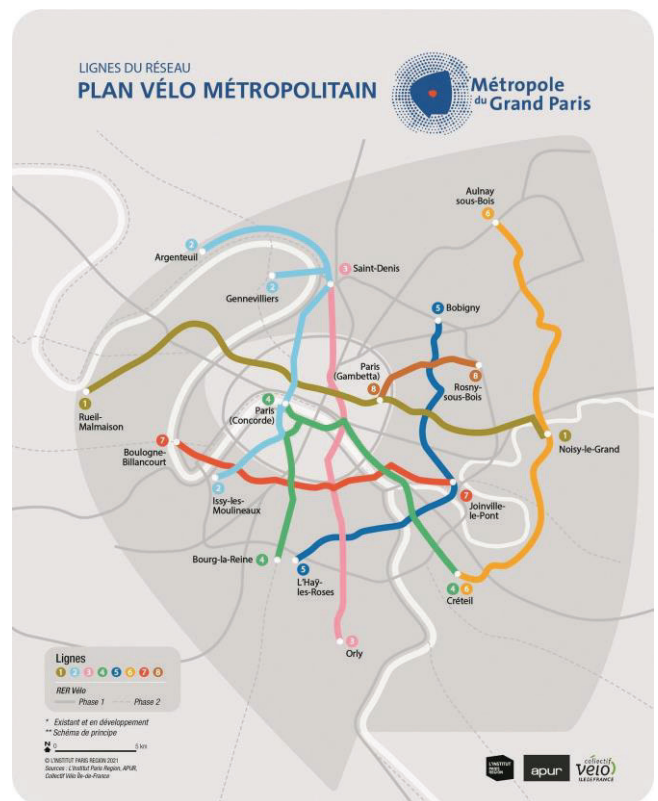 LIGNES DU RÉSEAU
PLAN VÉLO MÉTROPOLITAIN
Métropole
du Grand Paris
Aulnay
sous-Bois
6
2
Argenteuil
3 Saint-Denis
2
Gennevilliers
5 Bobigny
Paris
(Gambetta)
8
8
Rosny-
sous-Bois
1
Rueil-
Malmaison
4
Paris
(Concorde)
1
Noisy-le-Grand
7
Boulogne-
Billancourt
2
Issy-les-
Moulineaux
7
Joinville-
le-Pont
Bourg-la-Reine 4
5
L'Haÿ-
les-Roses
4 6
Créteil
3
Orly
Lignes
1 2 3 4 5 6 7 8
RER Vélo
Phase 1 Phase 2
* Existant et en développement
** Schéma de principe
N 0 5 km
© L'INSTITUT PARIS REGION 2021
Sources : L'Institut Paris Region, APUR,
Collectif Vélo Île-de-France
L'INSTITUT
PARIS
REGION
apur
collectif
vélo
ILE DE FRANCE